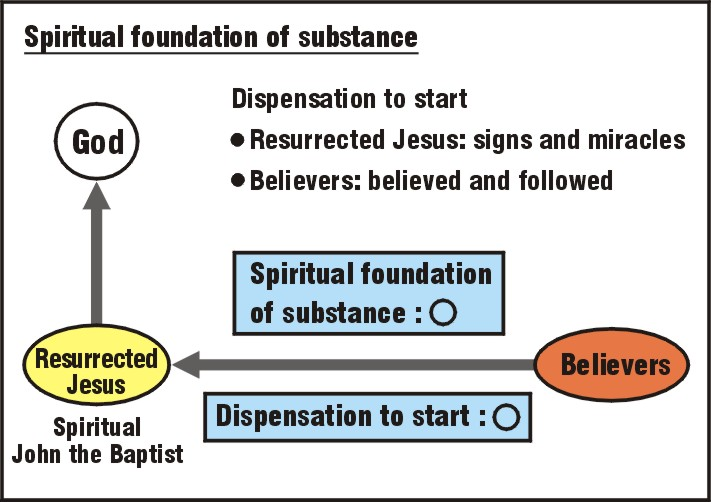 Spiritual foundation of substance
Dispensation to start
● Resurrected Jesus: signs and miracles
● Believers: believed and followed
God
Spiritual foundation
of substance : ○
Resurrected
Jesus
Believers
Dispensation to start : ○
Spiritual
John the Baptist